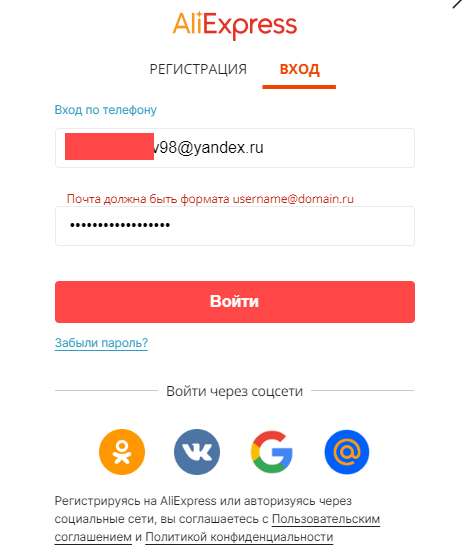 AliExpress
РЕГИСТРАЦИЯ ВХОД
Вход по телефону
v98@yandex.ru
Почта должна быть формата username@domain.ru
••••••••••••••••••
Войти
Забыли пароль?
Войти через соцсети
Регистрируясь на AliExpress или авторизуясь через
социальные сети, вы соглашаетесь с Пользовательским
соглашением и Политикой конфиденциальности